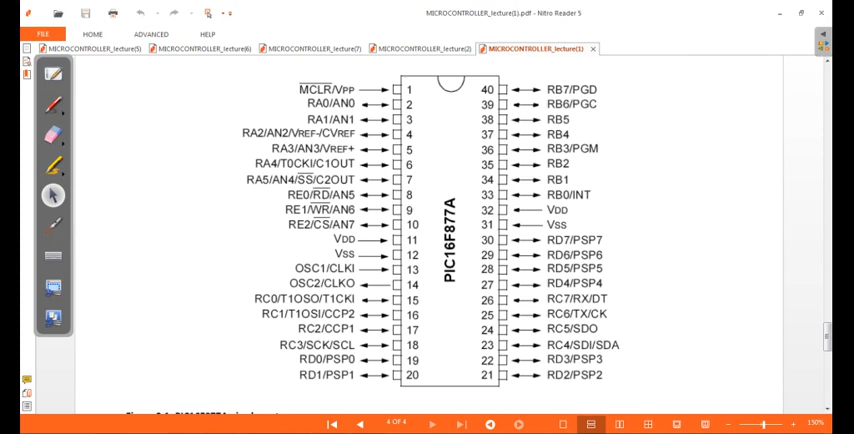 MICROCONTROLLER_lecture(1).pdf - Nitro Reader 5
FILE HOME ADVANCED HELP
MICROCONTROLLER_lecture(5) MICROCONTROLLER_lecture(6) MICROCONTROLLER_lecture(7) MICROCONTROLLER_lecture(2) MICROCONTROLLER_lecture(1)
MCLR/VPP 1 40 RB7/PGD
RA0/AN0 2 39 RB6/PGC
RA1/AN1 3 38 RB5
RA2/AN2/VREF-/CVREF 4 37 RB4
RA3/AN3/VREF+ 5 36 RB3/PGM
RA4/T0CKI/C1OUT 6 35 RB2
RA5/AN4/SS/C2OUT 7 34 RB1
RE0/RD/AN5 8 33 RB0/INT
RE1/WR/AN6 9 32 VDD
RE2/CS/AN7 10 31 VSS
VDD 11 30 RD7/PSP7
VSS 12 29 RD6/PSP6
OSC1/CLKI 13 28 RD5/PSP5
OSC2/CLKO 14 27 RD4/PSP4
RC0/T1OSO/T1CKI 15 26 RC7/RX/DT
RC1/T1OSI/CCP2 16 25 RC6/TX/CK
RC2/CCP1 17 24 RC5/SDO
RC3/SCK/SCL 18 23 RC4/SDI/SDA
RD0/PSP0 19 22 RD3/PSP3
RD1/PSP1 20 21 RD2/PSP2
PIC16F877A
4 OF 4
150%